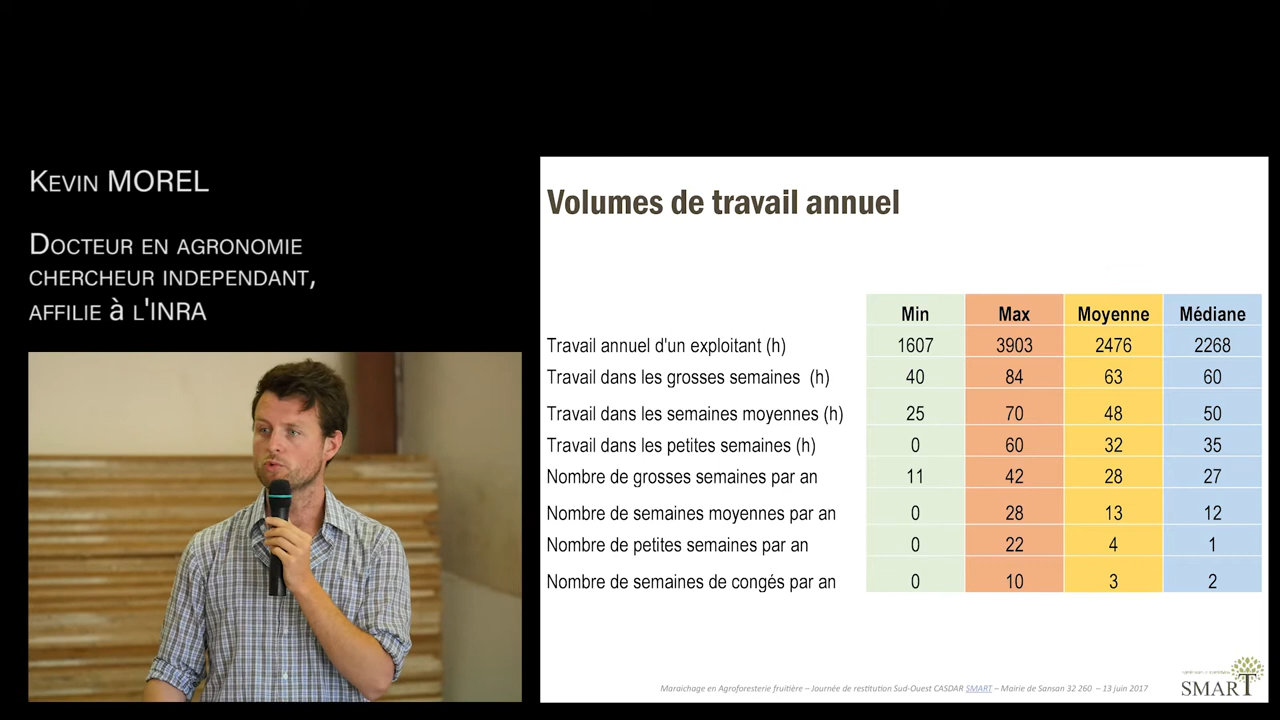 KEVIN MOREL
DOCTEUR EN AGRONOMIE
CHERCHEUR INDEPENDANT,
AFFILIE à L'INRA
Volumes de travail annuel
Min Max Moyenne Médiane
Travail annuel d'un exploitant (h) 1607 3903 2476 2268
Travail dans les grosses semaines (h) 40 84 63 60
Travail dans les semaines moyennes (h) 25 70 48 50
Travail dans les petites semaines (h) 0 60 32 35
Nombre de grosses semaines par an 11 42 28 27
Nombre de semaines moyennes par an 0 28 13 12
Nombre de petites semaines par an 0 22 4 1
Nombre de semaines de congés par an 0 10 3 2
Maraichage en Agroforesterie fruitière – Journée de restitution Sud-Ouest CASDAR SMART – Mairie de Sansan 32 260 – 13 juin 2017
SMART